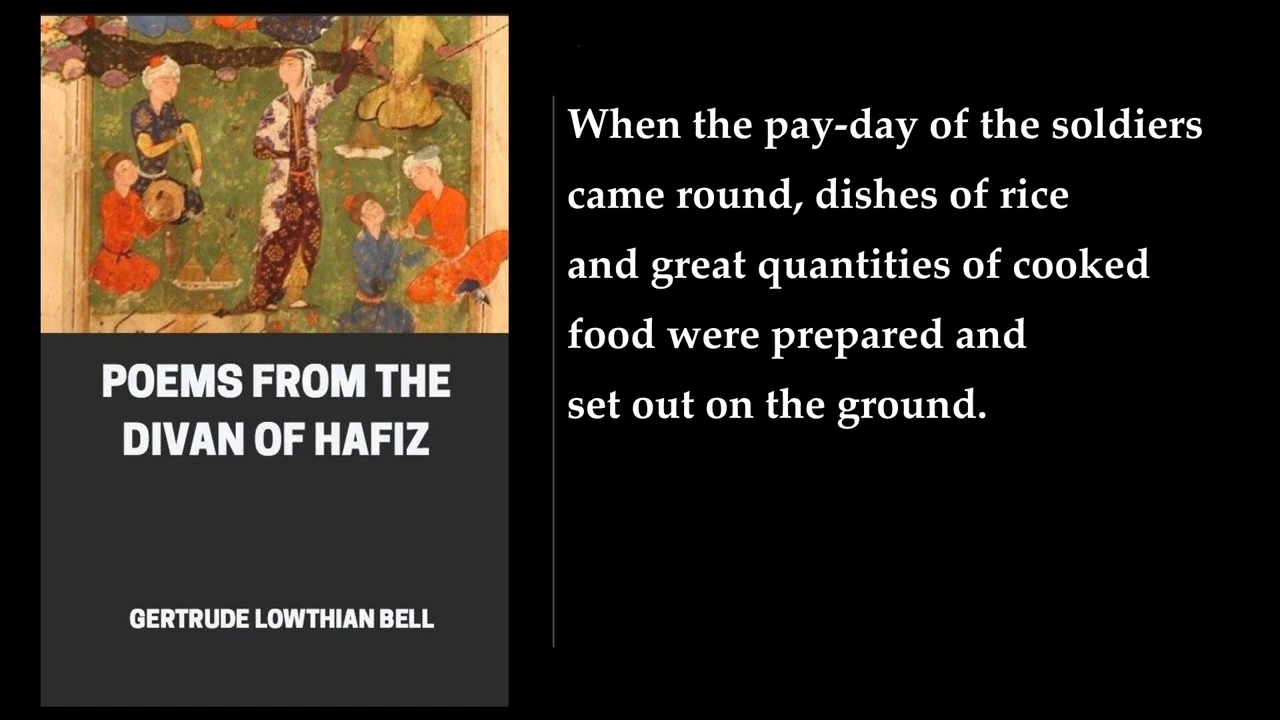 POEMS FROM THE
DIVAN OF HAFIZ
GERTRUDE LOWTHIAN BELL
When the pay-day of the soldiers
came round, dishes of rice
and great quantities of cooked
food were prepared and
set out on the ground.